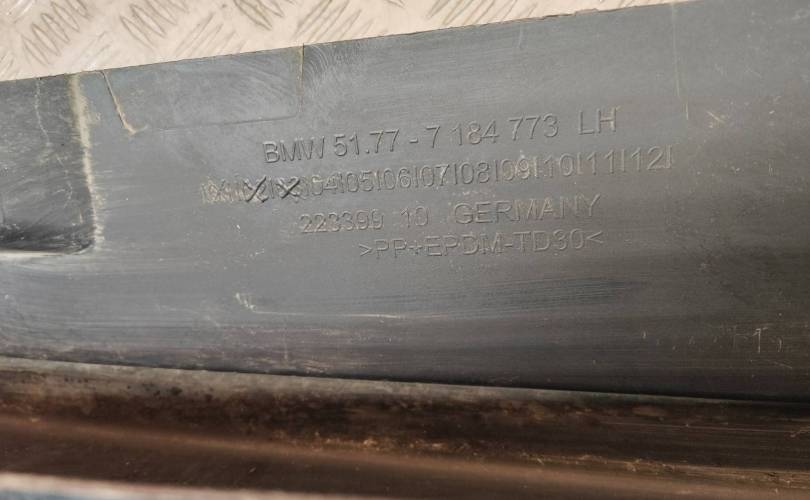 BMW 51.77 - 7 184 773 LH
04|05|06|07|08|09|10|11|12|
223399 10 GERMANY
>PP+EPDM-TD30<